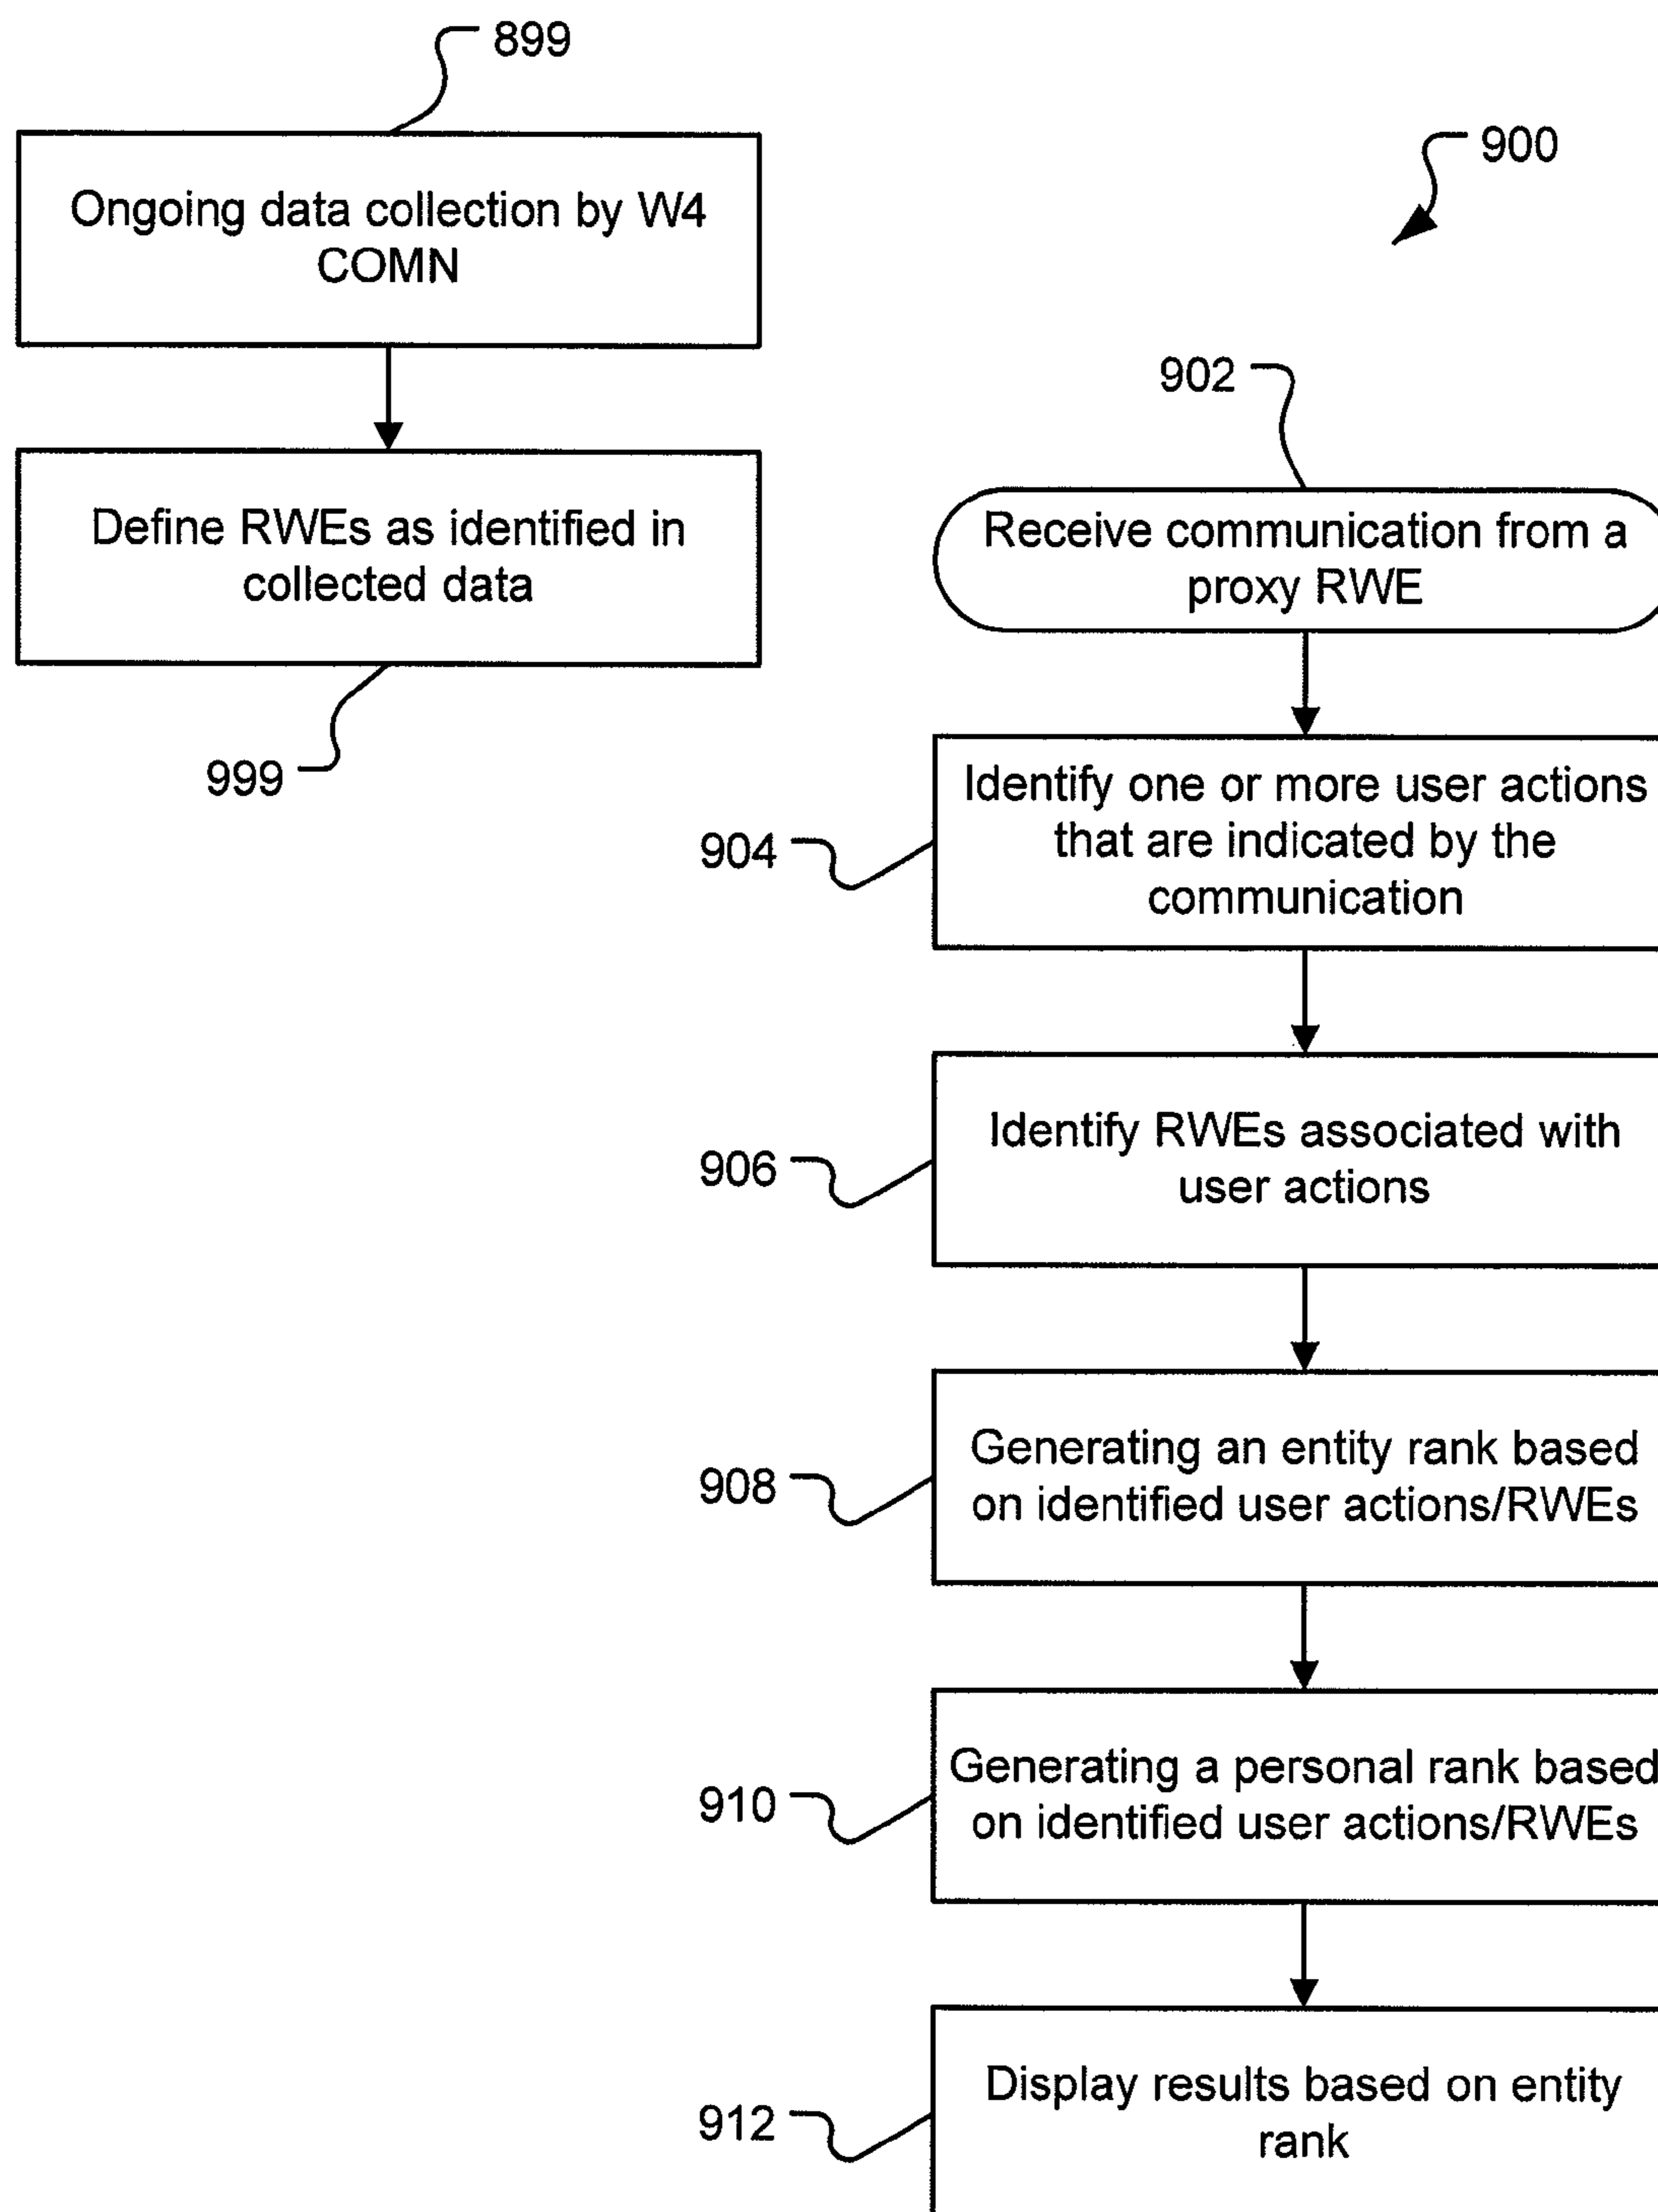 899
Ongoing data collection by W4
COMN
Define RWEs as identified in
collected data
999
900
902
Receive communication from a
proxy RWE
904
Identify one or more user actions
that are indicated by the
communication
906
Identify RWEs associated with
user actions
908
Generating an entity rank based
on identified user actions/RWEs
910
Generating a personal rank based
on identified user actions/RWEs
912
Display results based on entity
rank